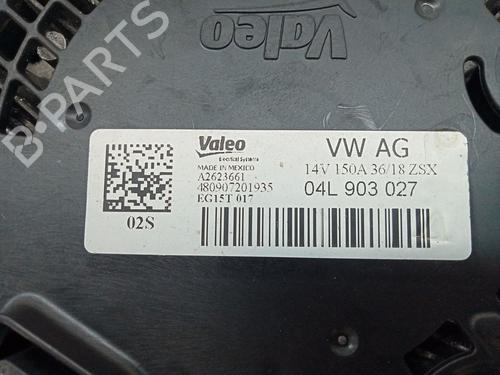 Valeo
Valeo
Electrical Systems
MADE IN MEXICO
A2623661
480907201935
EG15T 017
02S
VW AG
14V 150A 36/18 ZSX
04L 903 027
B-PARTS